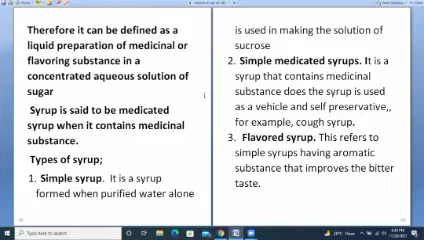 Therefore it can be defined as a
liquid preparation of medicinal or
flavoring substance in a
concentrated aqueous solution of
sugar
Syrup is said to be medicated
syrup when it contains medicinal
substance.
Types of syrup;
1. Simple syrup. It is a syrup
formed when purified water alone
is used in making the solution of
sucrose
2. Simple medicated syrups. It is a
syrup that contains medicinal
substance does the syrup is used
as a vehicle and self preservative,,
for example, cough syrup.
3. Flavored syrup. This refers to
simple syrups having aromatic
substance that improves the bitter
taste.
Type here to search